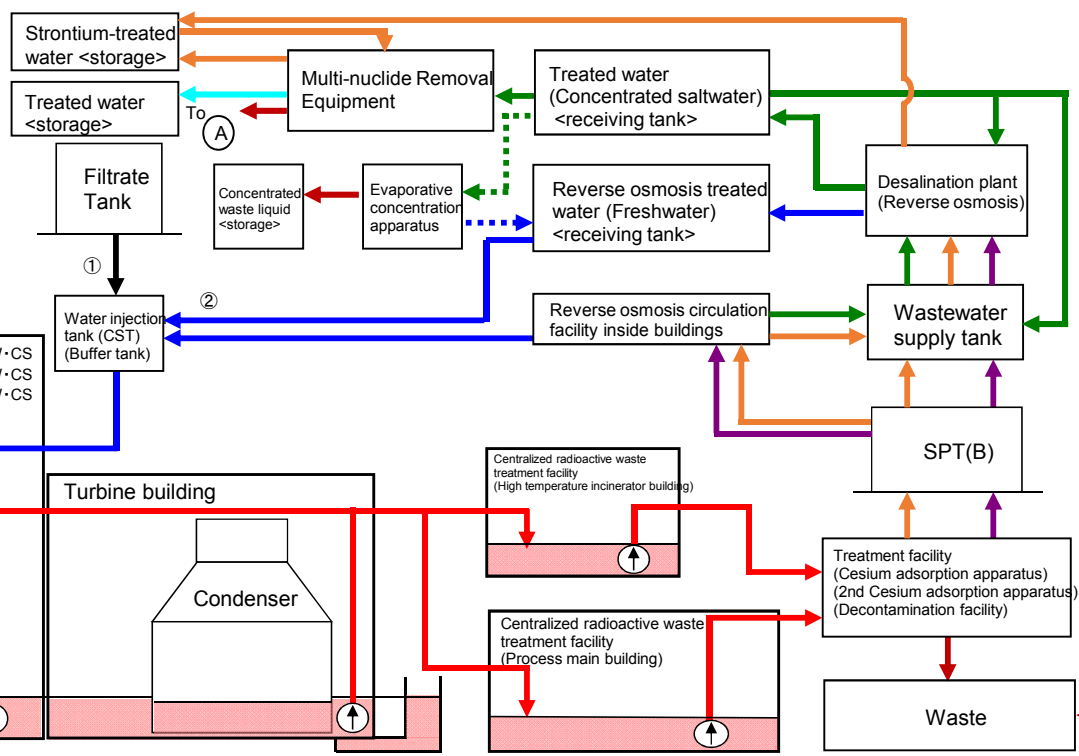 Strontium-treated
water <storage>
Multi-nuclide Removal
Equipment
Treated water
(Concentrated saltwater)
<receiving tank>
Treated water
<storage>
To
A
Filtrate
Tank
Concentrated
waste liquid
<storage>
Evaporative
concentration
apparatus
Reverse osmosis treated
water (Freshwater)
<receiving tank>
Desalination plant
(Reverse osmosis)
①
②
Water injection
tank (CST)
(Buffer tank)
Reverse osmosis circulation
facility inside buildings
Wastewater
supply tank
・CS
・CS
・CS
SPT(B)
Turbine building
Condenser
Centralized radioactive waste
treatment facility
(High temperature incinerator building)
Treatment facility
(Cesium adsorption apparatus)
(2nd Cesium adsorption apparatus)
(Decontamination facility)
Centralized radioactive waste
treatment facility
(Process main building)
Waste